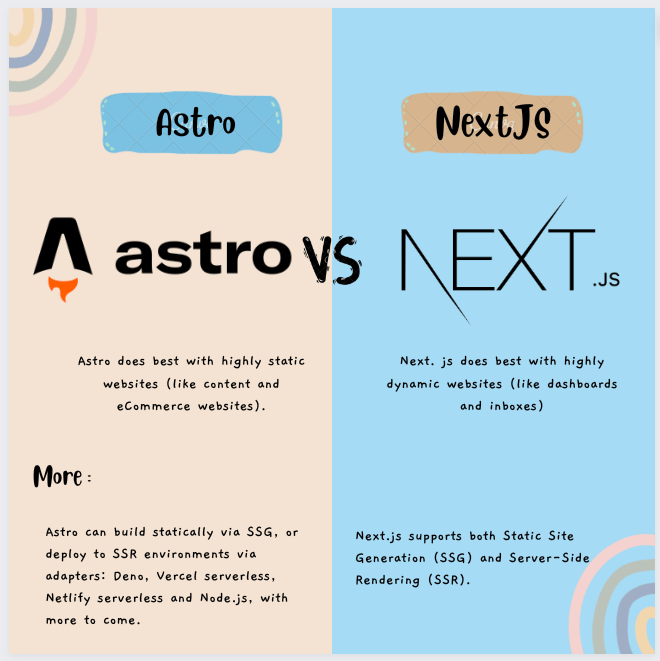 Astro
NextJS
astro
VS
NEXT.JS
Astro does best with highly static
websites (like content and
eCommerce websites).
Next. js does best with highly
dynamic websites (like dashboards
and inboxes)
More:
Astro can build statically via SSG, or
deploy to SSR environments via
adapters: Deno, Vercel serverless,
Netlify serverless and Node.js, with
more to come.
Next.js supports both Static Site
Generation (SSG) and Server-Side
Rendering (SSR).